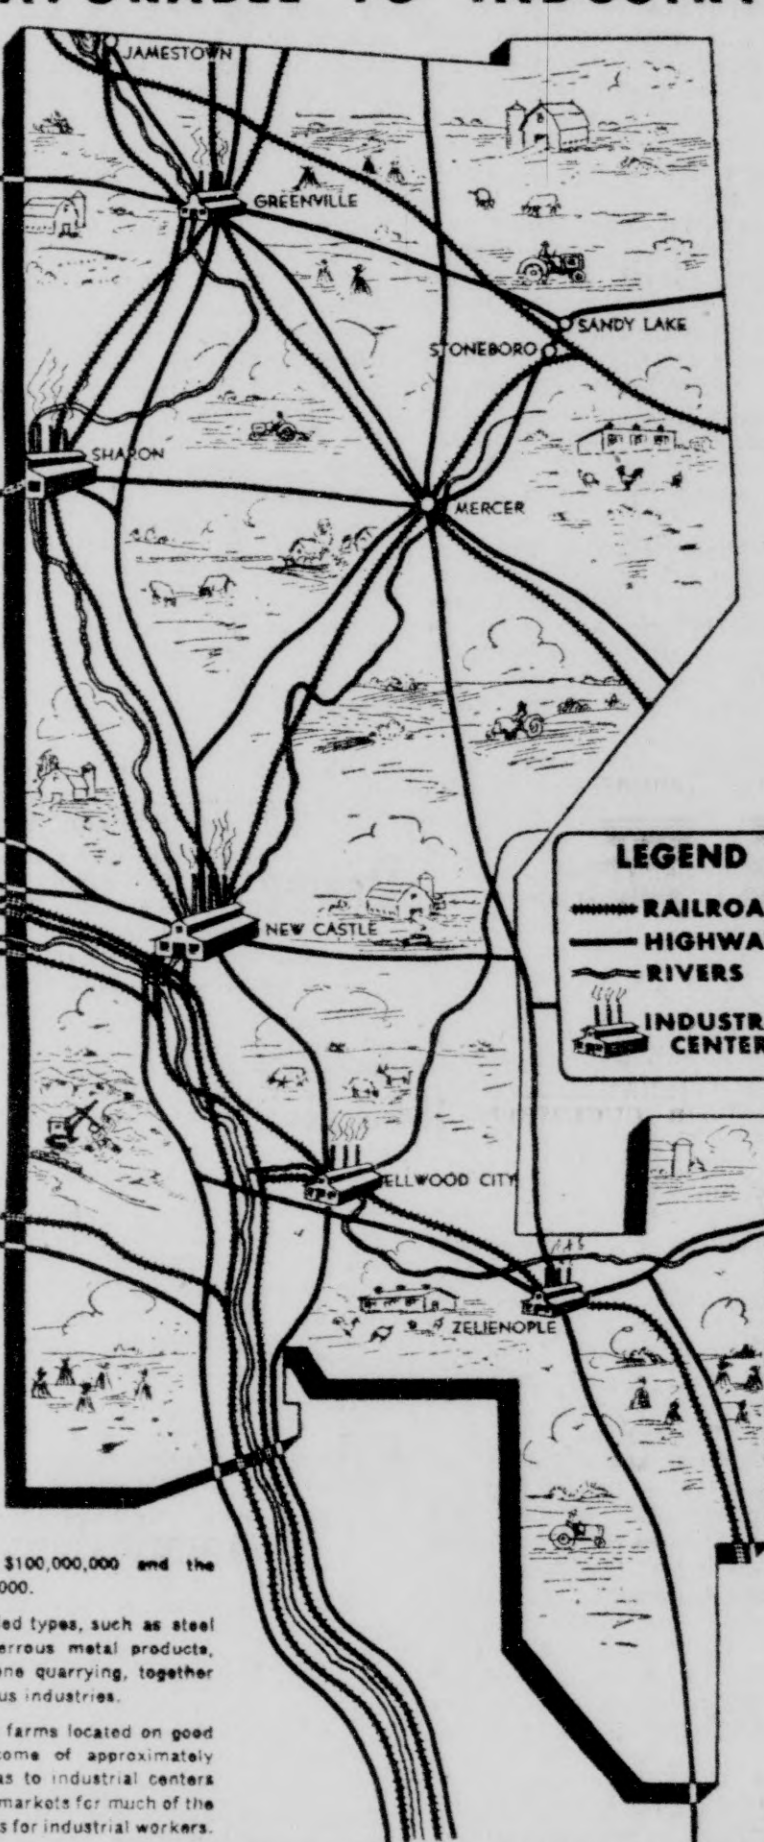 TO INDUSTRY
JAMESTOWN
GREENVILLE
SANDY LAKE
STONEBORO
SHARON
MERCER
LEGEND
RAILROA
HIGHWA
RIVERS
INDUSTR
CENTER
NEW CASTLE
ELLWOOD CITY
ZELIENOPLE
$100,000,000 and the
000.
ed types, such as steel
errous metal products,
one quarrying, together
us industries.
farms located on good
come of approximately
as to industrial centers
markets for much of the
s for industrial workers.